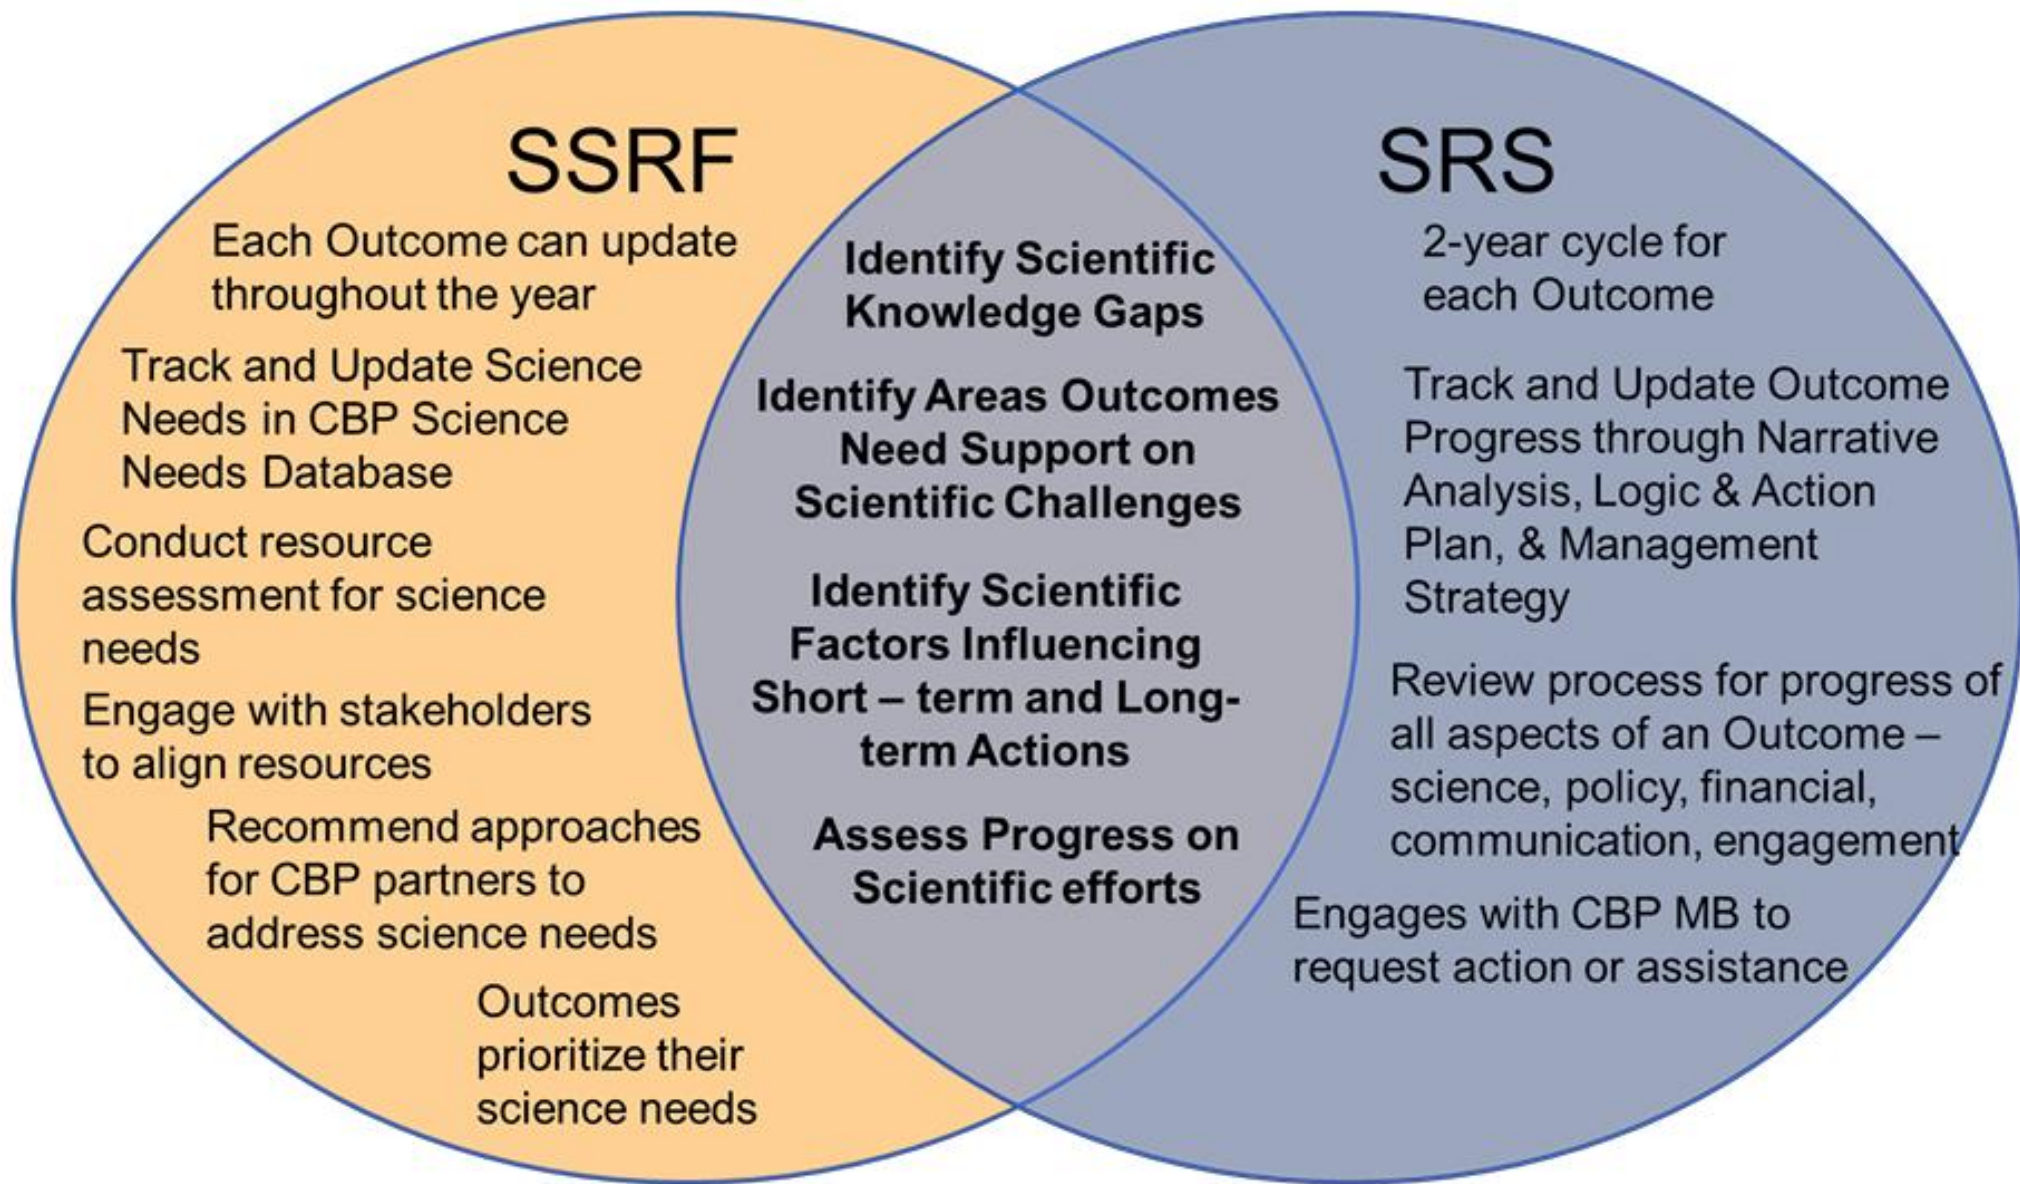 SSRF
Each Outcome can update
throughout the year
Track and Update Science
Needs in CBP Science
Needs Database
Conduct resource
assessment for science
needs
Engage with stakeholders
to align resources
Recommend approaches
for CBP partners to
address science needs
Outcomes
prioritize their
science needs
Identify Scientific
Knowledge Gaps
Identify Areas Outcomes
Need Support on
Scientific Challenges
Identify Scientific
Factors Influencing
Short – term and Long-
term Actions
Assess Progress on
Scientific efforts
SRS
2-year cycle for
each Outcome
Track and Update Outcome
Progress through Narrative
Analysis, Logic & Action
Plan, & Management
Strategy
Review process for progress of
all aspects of an Outcome –
science, policy, financial,
communication, engagement
Engages with CBP MB to
request action or assistance